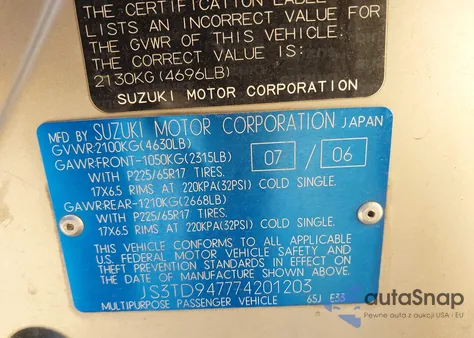 THE CERTIFICATION LABEL
LISTS AN INCORRECT VALUE FOR
THE GVWR OF THIS VEHICLE.
THE CORRECT VALUE IS:
2130KG(4696LB)
SUZUKI MOTOR CORPORATION
MFD BY SUZUKI MOTOR CORPORATION JAPAN
GVWR:2100KG(4630LB)
07 / 06
GAWR:FRONT-1050KG(2315LB)
WITH P225/65R17 TIRES.
17X6.5 RIMS AT 220KPA(32PSI) COLD SINGLE.
GAWR:REAR-1210KG(2668LB)
WITH P225/65R17 TIRES.
17X6.5 RIMS AT 220KPA(32PSI) COLD SINGLE.
THIS VEHICLE CONFORMS TO ALL APPLICABLE
U.S. FEDERAL MOTOR VEHICLE SAFETY AND
THEFT PREVENTION STANDARDS IN EFFECT ON
THE DATE OF MANUFACTURE SHOWN ABOVE.
JS3TD947774201203
MULTIPURPOSE PASSENGER VEHICLE 65J E33
autaSnap
Pewne auta z aukcji USA i EU